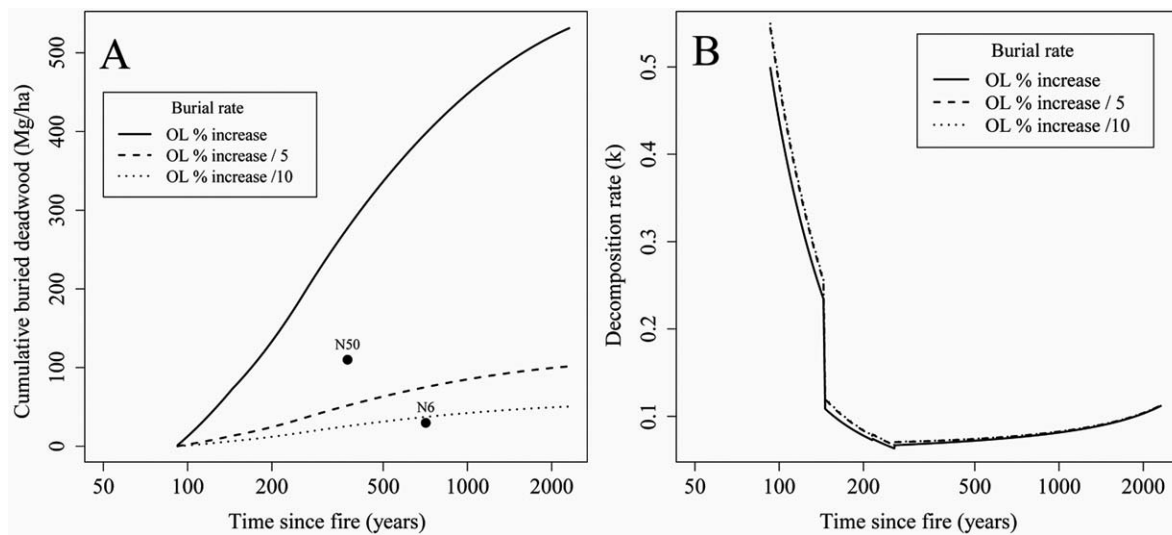 A
Burial rate
OL % increase
OL % increase / 5
OL % increase /10
N50
N6
Cumulative buried deadwood (Mg/ha)
0
100
200
300
400
500
50
100
200
500
1000
2000
Time since fire (years)
B
Burial rate
OL % increase
OL % increase / 5
OL % increase /10
Decomposition rate (k)
0.1
0.2
0.3
0.4
0.5
50
100
200
500
1000
2000
Time since fire (years)